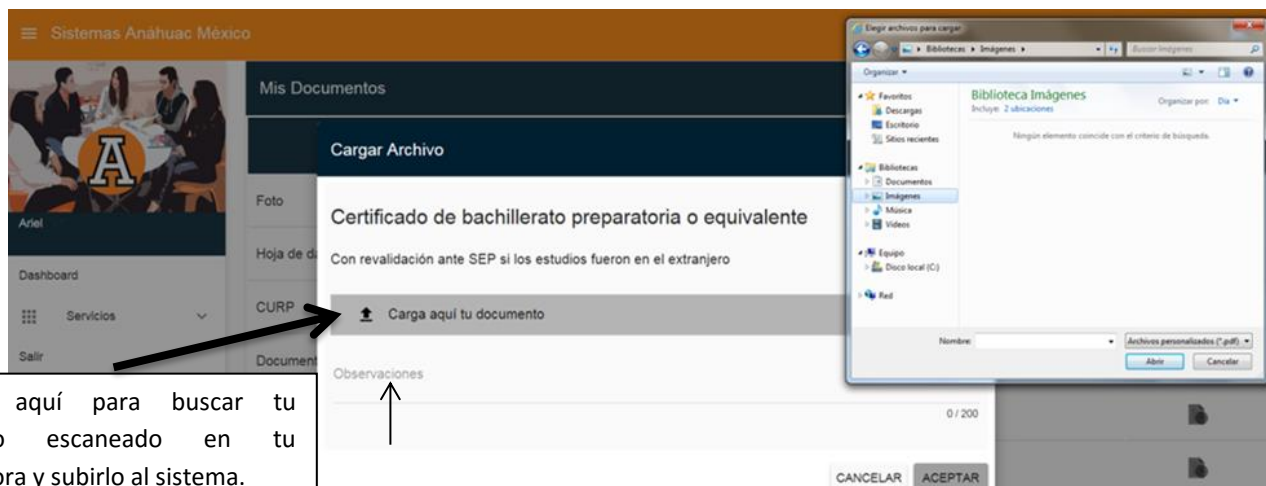 Sistemas Anáhuac México
Ariel
Dashboard
Servicios
Salir
Mis Documentos
Foto
Hoja de da
CURP
Document
Cargar Archivo
Certificado de bachillerato preparatoria o equivalente
Con revalidación ante SEP si los estudios fueron en el extranjero
Carga aquí tu documento
Observaciones
0 / 200
CANCELAR ACEPTAR
aquí para buscar tu
o escaneado en tu
ora y subirlo al sistema.
Elegir archivos para cargar
Bibliotecas Imágenes
Buscar Imágenes
Organizar
Favoritos
Descargas
Escritorio
Sitios recientes
Bibliotecas
Documentos
Imágenes
Música
Vídeos
Equipo
Disco local (C:)
Red
Biblioteca Imágenes
Incluye: 2 ubicaciones
Organizar por: Día
Ningún elemento coincide con el criterio de búsqueda.
Nombre:
Archivos personalizados (*.pdf)
Abrir Cancelar